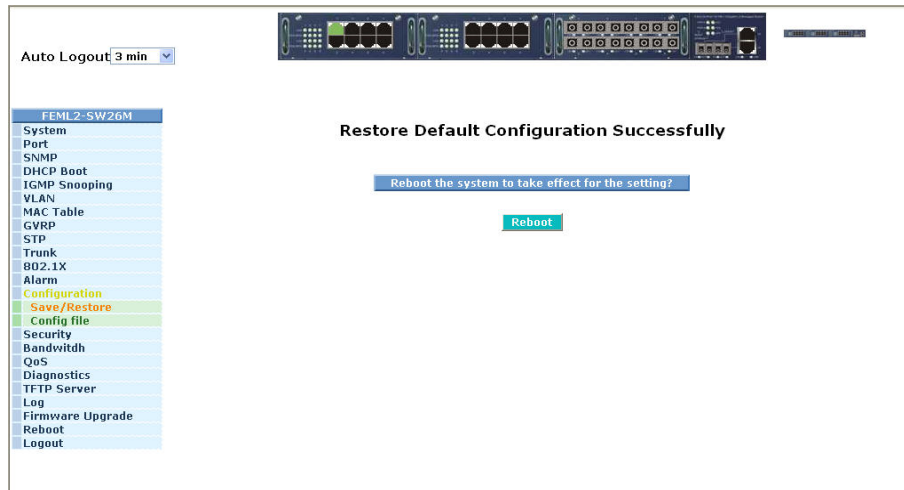 Auto Logout 3 min
FEML2-SW26M
System
Port
SNMP
DHCP Boot
IGMP Snooping
VLAN
MAC Table
GVRP
STP
Trunk
802.1X
Alarm
Configuration
Save/Restore
Config file
Security
Bandwitdh
QoS
Diagnostics
TFTP Server
Log
Firmware Upgrade
Reboot
Logout
Restore Default Configuration Successfully
Reboot the system to take effect for the setting?
Reboot